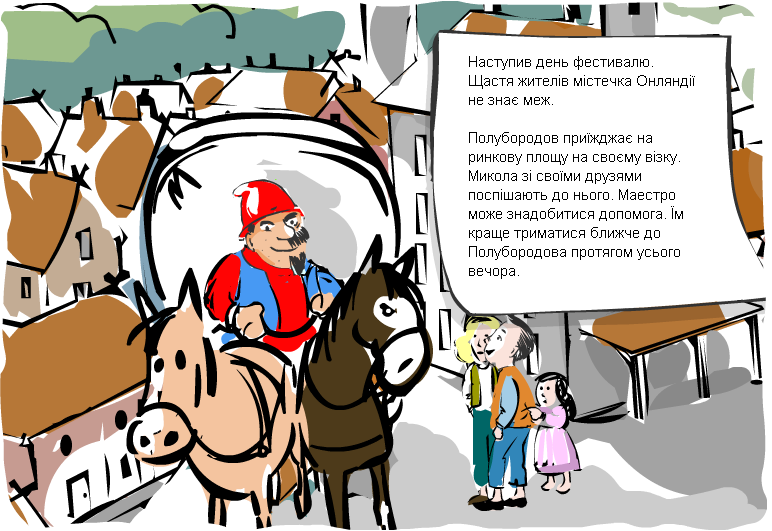 Наступив день фестивалю.
Щастя жителів містечка Онляндії
не знає меж.
Полубородов приїжджає на
ринкову площу на своєму візку.
Микола зі своїми друзями
поспішають до нього. Маестро
може знадобитися допомога. Їм
краще триматися ближче до
Полубородова протягом усього
вечора.